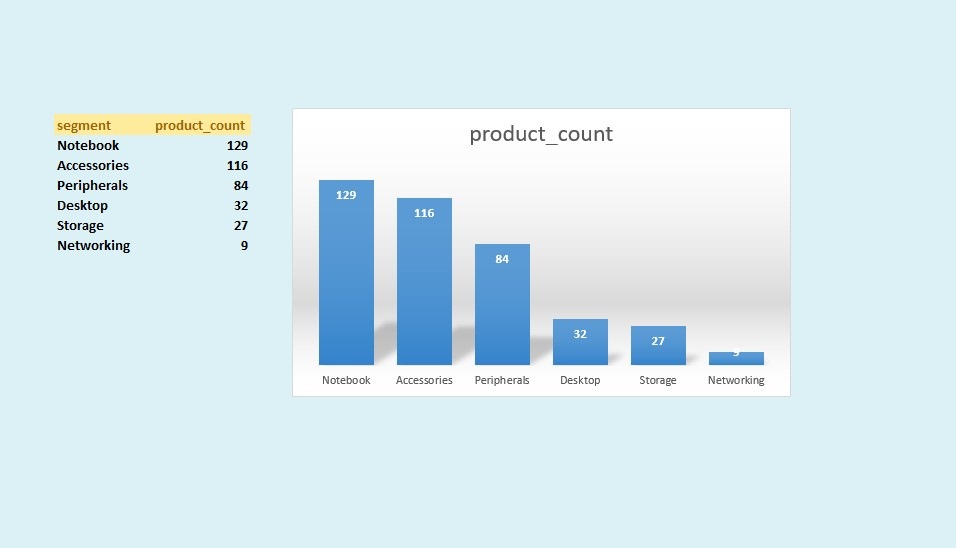 segment product_count
Notebook 129
Accessories 116
Peripherals 84
Desktop 32
Storage 27
Networking 9
product_count
129
116
84
32
27
9
Notebook Accessories Peripherals Desktop Storage Networking